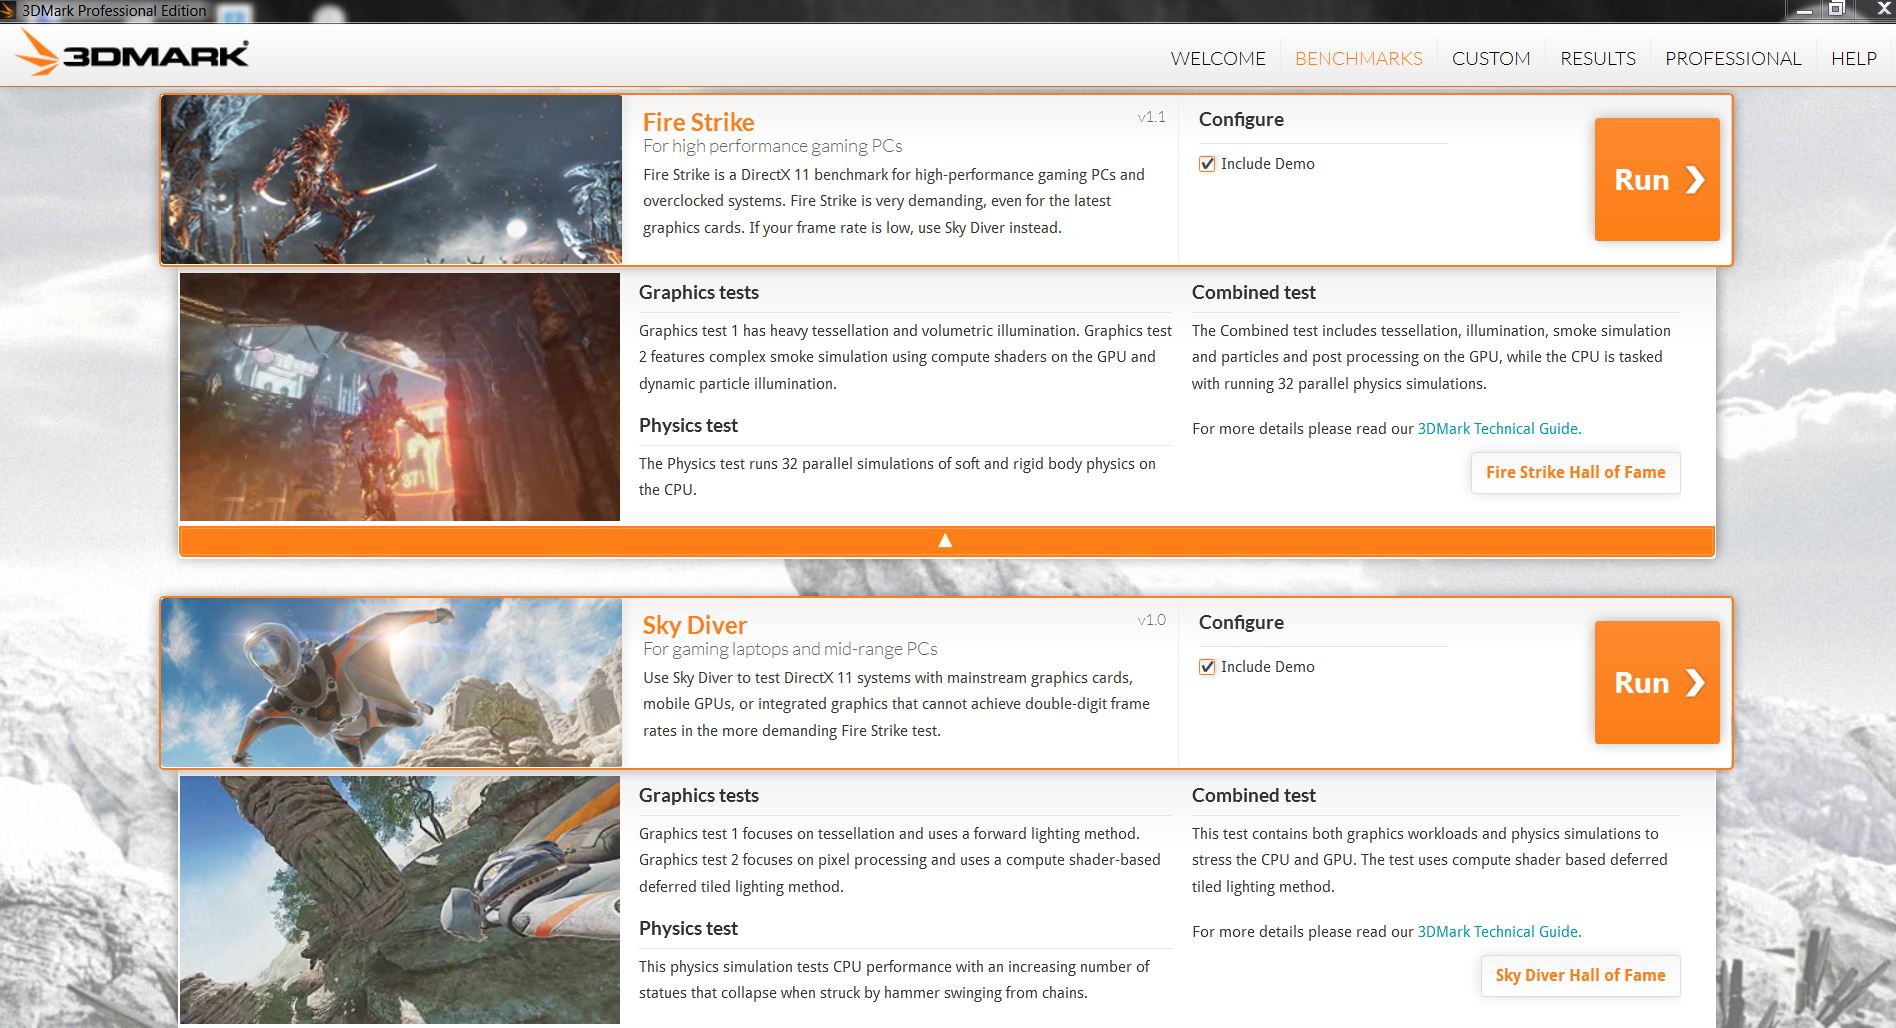 3DMark Professional Edition
3DMARK
WELCOME
BENCHMARKS
CUSTOM
RESULTS
PROFESSIONAL
HELP
Fire Strike
v1.1
For high performance gaming PCs
Fire Strike is a DirectX 11 benchmark for high-performance gaming PCs and
overclocked systems. Fire Strike is very demanding, even for the latest
graphics cards. If your frame rate is low, use Sky Diver instead.
Configure
Include Demo
Run
Graphics tests
Graphics test 1 has heavy tessellation and volumetric illumination. Graphics test
2 features complex smoke simulation using compute shaders on the GPU and
dynamic particle illumination.
Physics test
The Physics test runs 32 parallel simulations of soft and rigid body physics on
the CPU.
Combined test
The Combined test includes tessellation, illumination, smoke simulation
and particles and post processing on the GPU, while the CPU is tasked
with running 32 parallel physics simulations.
For more details please read our 3DMark Technical Guide.
Fire Strike Hall of Fame
371
Sky Diver
v1.0
For gaming laptops and mid-range PCs
Use Sky Diver to test DirectX 11 systems with mainstream graphics cards,
mobile GPUs, or integrated graphics that cannot achieve double-digit frame
rates in the more demanding Fire Strike test.
Configure
Include Demo
Run
Graphics tests
Graphics test 1 focuses on tessellation and uses a forward lighting method.
Graphics test 2 focuses on pixel processing and uses a compute shader-based
deferred tiled lighting method.
Physics test
This physics simulation tests CPU performance with an increasing number of
statues that collapse when struck by hammer swinging from chains.
Combined test
This test contains both graphics workloads and physics simulations to
stress the CPU and GPU. The test uses compute shader based deferred
tiled lighting method.
For more details please read our 3DMark Technical Guide.
Sky Diver Hall of Fame